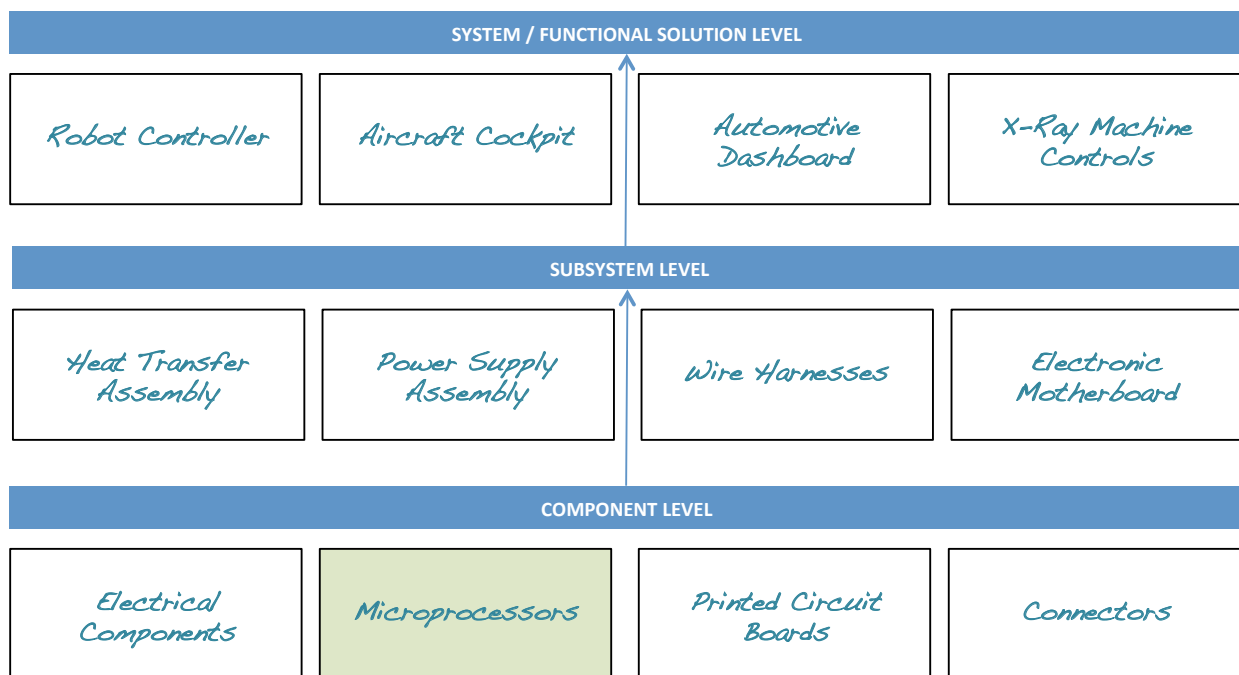 SYSTEM / FUNCTIONAL SOLUTION LEVEL
Robot Controller
Aircraft Cockpit
Automotive
Dashboard
X-Ray Machine
Controls
SUBSYSTEM LEVEL
Heat Transfer
Assembly
Power Supply
Assembly
Wire Harnesses
Electronic
Motherboard
COMPONENT LEVEL
Electrical
Components
Microprocessors
Printed Circuit
Boards
Connectors